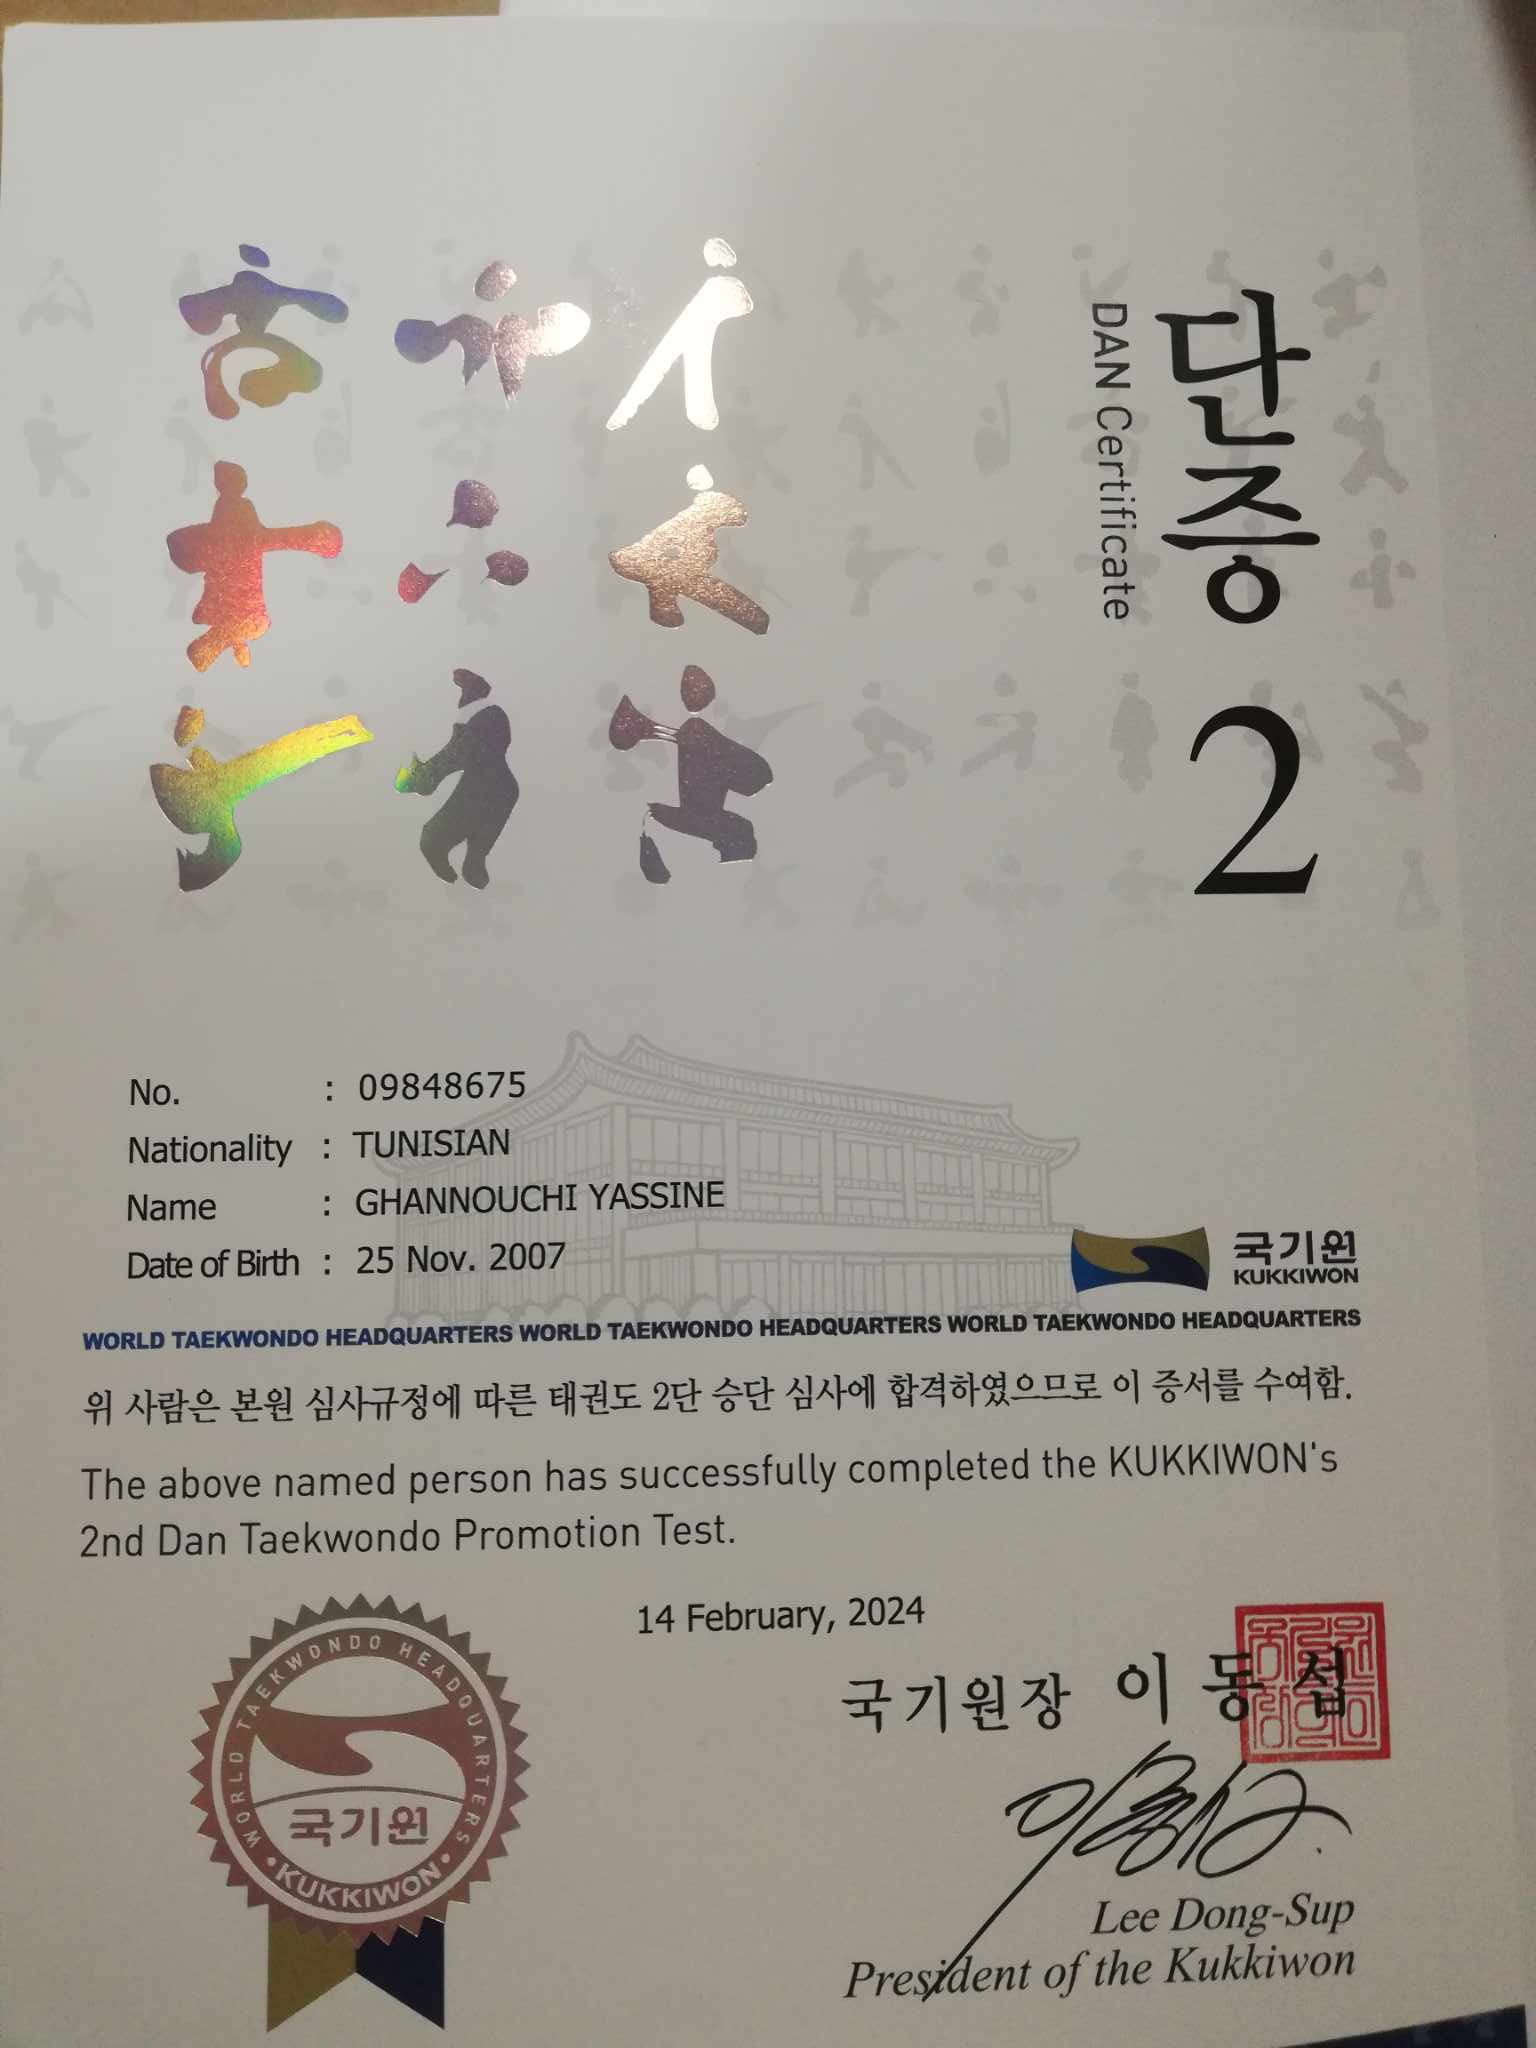 단증 2
DAN Certificate
No. : 09848675
Nationality : TUNISIAN
Name : GHANNOUCHI YASSINE
Date of Birth : 25 Nov. 2007
국기원
KUKKIWON
WORLD TAEKWONDO HEADQUARTERS WORLD TAEKWONDO HEADQUARTERS WORLD TAEKWONDO HEADQUARTERS
위 사람은 본원 심사규정에 따른 태권도 2단 승단 심사에 합격하였으므로 이 증서를 수여함.
The above named person has successfully completed the KUKKIWON's
2nd Dan Taekwondo Promotion Test.
14 February, 2024
국기원장 이동섭
Lee Dong-Sup
President of the Kukkiwon
WORLD TAEKWONDO HEADQUARTERS
국기원
• KUKKIWON •